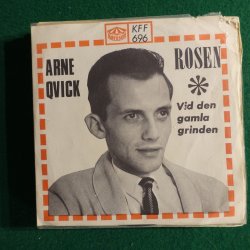 KFF
696
ARNE
QVICK
ROSEN
Vid den
gamla
grinden